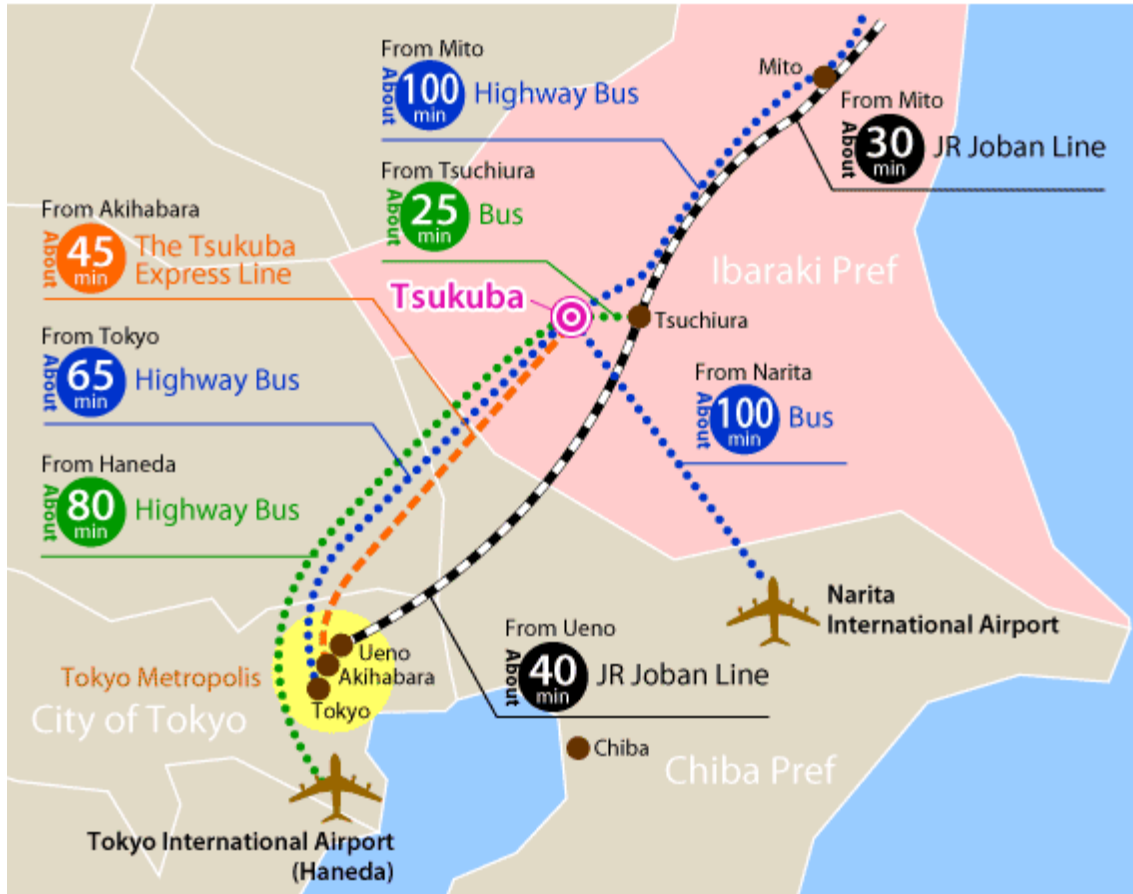 From Mito
About
100
min
Highway Bus
Mito
From Mito
About
30
min
JR Joban Line
From Tsuchiura
About
25
min
Bus
From Akihabara
About
45
min
The Tsukuba
Express Line
Ibaraki Pref
Tsukuba
Tsuchiura
From Tokyo
About
65
min
Highway Bus
From Narita
About
100
min
Bus
From Haneda
About
80
min
Highway Bus
Narita
International Airport
From Ueno
About
40
min
JR Joban Line
Ueno
Akihabara
Tokyo
Tokyo Metropolis
City of Tokyo
Chiba
Chiba Pref
Tokyo International Airport
(Haneda)